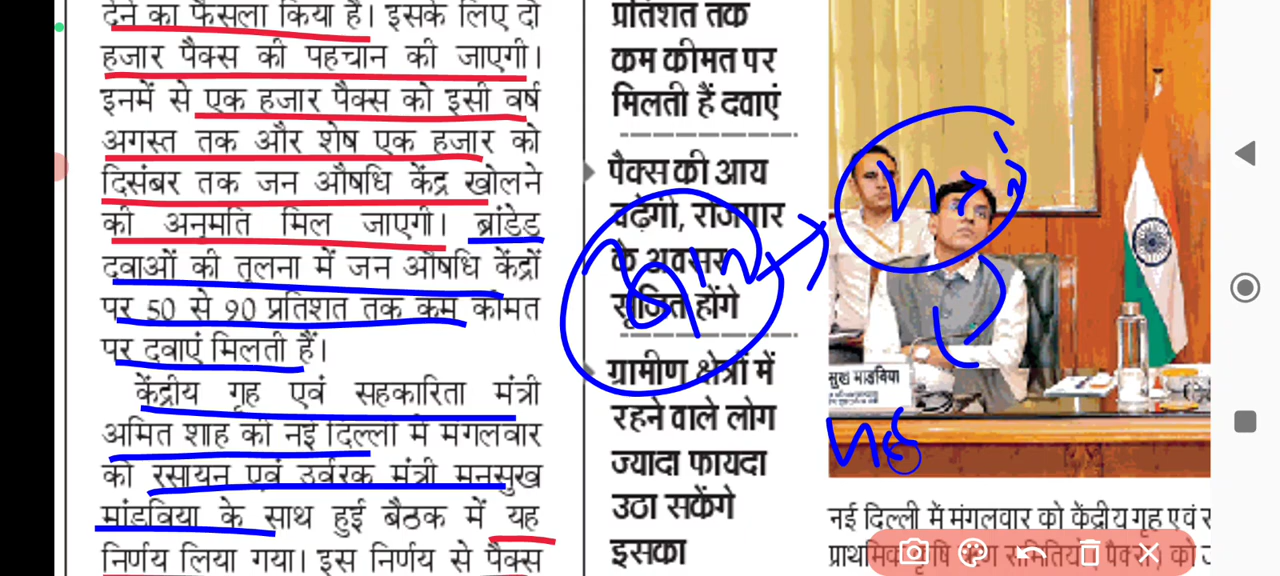 देने का फैसला किया है। इसके लिए दो
हजार पैक्स की पहचान की जाएगी।
इनमें से एक हजार पैक्स को इसी वर्ष
अगस्त तक और शेष एक हजार को
दिसंबर तक जन औषधि केंद्र खोलने
की अनुमति मिल जाएगी। ब्रांडेड
दवाओं की तुलना में जन औषधि केंद्रों
पर 50 से 90 प्रतिशत तक कम कीमत
पर दवाएं मिलती हैं।
केंद्रीय गृह एवं सहकारिता मंत्री
अमित शाह की नई दिल्ली में मंगलवार
को रसायन एवं उर्वरक मंत्री मनसुख
मांडविया के साथ हुई बैठक में यह
निर्णय लिया गया। इस निर्णय से पैक्स
प्रतिशत तक
कम कीमत पर
मिलती हैं दवाएं
पैक्स की आय
बढ़ेगी, रोजगार
के अवसर
सृजित होंगे
ग्रामीण क्षेत्रों में
रहने वाले लोग
ज्यादा फायदा
उठा सकेंगे
इसका
सुख मांडविया
नई दिल्ली में मंगलवार को केंद्रीय गृह एवं
प्राथमिक कृषि ऋण समितियों (पैक्स) को